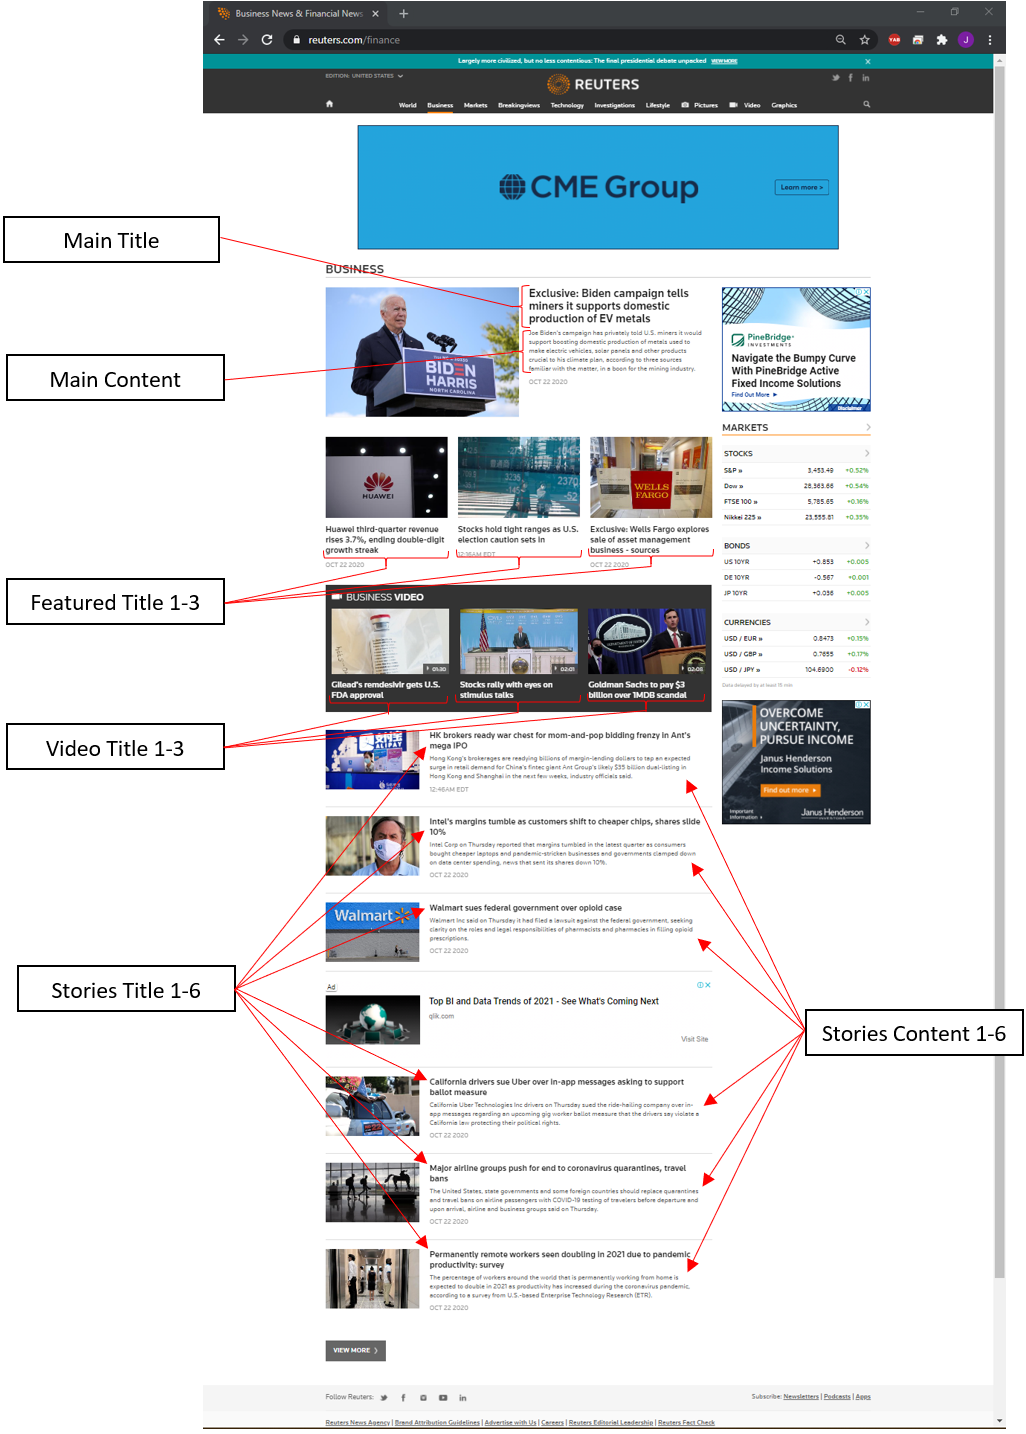 Business News & Financial News
reuters.com/finance
Largely more civilized, but no less contentious: The final presidential debate unpacked VIEW MORE
EDITION: UNITED STATES
REUTERS
World Business Markets Breakingviews Technology Investigations Lifestyle Pictures Video Graphics
CME Group
Learn more >
Main Title
BUSINESS
Exclusive: Biden campaign tells
miners it supports domestic
production of EV metals
Joe Biden's campaign has privately told U.S. miners it would
support boosting domestic production of metals used to
make electric vehicles, solar panels and other products
crucial to his climate plan, according to three sources
familiar with the matter, in a boon for the mining industry.
OCT 22 2020
BIDEN
HARRIS
NORTH CAROLINA
Main Content
PineBridge
INVESTMENTS
Navigate the Bumpy Curve
With PineBridge Active
Fixed Income Solutions
Find Out More
Disclaimer
MARKETS
STOCKS
S&P » 3,453.49 +0.52%
Dow » 28,363.66 +0.54%
FTSE 100 » 5,785.65 +0.16%
Nikkei 225 » 23,555.81 +0.35%
BONDS
US 10YR +0.853 +0.005
DE 10YR -0.567 +0.001
JP 10YR +0.036 +0.005
CURRENCIES
USD / EUR » 0.8473 +0.15%
USD / GBP » 0.7655 +0.17%
USD / JPY » 104.6900 -0.12%
Data delayed by at least 15 min
HUAWEI
WELLS
FARGO
Huawei third-quarter revenue
rises 3.7%, ending double-digit
growth streak
OCT 22 2020
Stocks hold tight ranges as U.S.
election caution sets in
12:16AM EDT
Exclusive: Wells Fargo explores
sale of asset management
business - sources
OCT 22 2020
Featured Title 1-3
BUSINESS VIDEO
01:30
02:01
02:03
Gilead's remdesivir gets U.S.
FDA approval
Stocks rally with eyes on
stimulus talks
Goldman Sachs to pay $3
billion over 1MDB scandal
Video Title 1-3
OVERCOME
UNCERTAINTY,
PURSUE INCOME
Janus Henderson
Income Solutions
Find out more
Important
Information
Janus Henderson
INVESTORS
ALIPAY
HK brokers ready war chest for mom-and-pop bidding frenzy in Ant's
mega IPO
Hong Kong's brokerages are readying billions of margin-lending dollars to tap an expected
surge in retail demand for China's fintech giant Ant Group's likely $35 billion dual-listing in
Hong Kong and Shanghai in the next few weeks, industry officials said.
12:46AM EDT
Intel's margins tumble as customers shift to cheaper chips, shares slide
10%
Intel Corp on Thursday reported that margins tumbled in the latest quarter as consumers
bought cheaper laptops and pandemic-stricken businesses and governments clamped down
on data center spending, news that sent its shares down 10%.
OCT 22 2020
Walmart
Walmart sues federal government over opioid case
Walmart Inc said on Thursday it had filed a lawsuit against the federal government, seeking
clarity on the roles and legal responsibilities of pharmacists and pharmacies in filling opioid
prescriptions.
OCT 22 2020
Stories Title 1-6
Ad
Top BI and Data Trends of 2021 - See What's Coming Next
qlik.com
Visit Site
Stories Content 1-6
California drivers sue Uber over in-app messages asking to support
ballot measure
California Uber Technologies Inc drivers on Thursday sued the ride-hailing company over in-
app messages regarding an upcoming gig worker ballot measure that the drivers say violate a
California law protecting their political rights.
OCT 22 2020
Major airline groups push for end to coronavirus quarantines, travel
bans
The United States, state governments and some foreign countries should replace quarantines
and travel bans on airline passengers with COVID-19 testing of travelers before departure and
upon arrival, airline and business groups said on Thursday.
OCT 22 2020
Permanently remote workers seen doubling in 2021 due to pandemic
productivity: survey
The percentage of workers around the world that is permanently working from home is
expected to double in 2021 as productivity has increased during the coronavirus pandemic,
according to a survey from U.S.-based Enterprise Technology Research (ETR).
OCT 22 2020
VIEW MORE
Follow Reuters:
Subscribe: Newsletters | Podcasts | Apps
Reuters News Agency | Brand Attribution Guidelines | Advertise with Us | Careers | Reuters Editorial Leadership | Reuters Fact Check